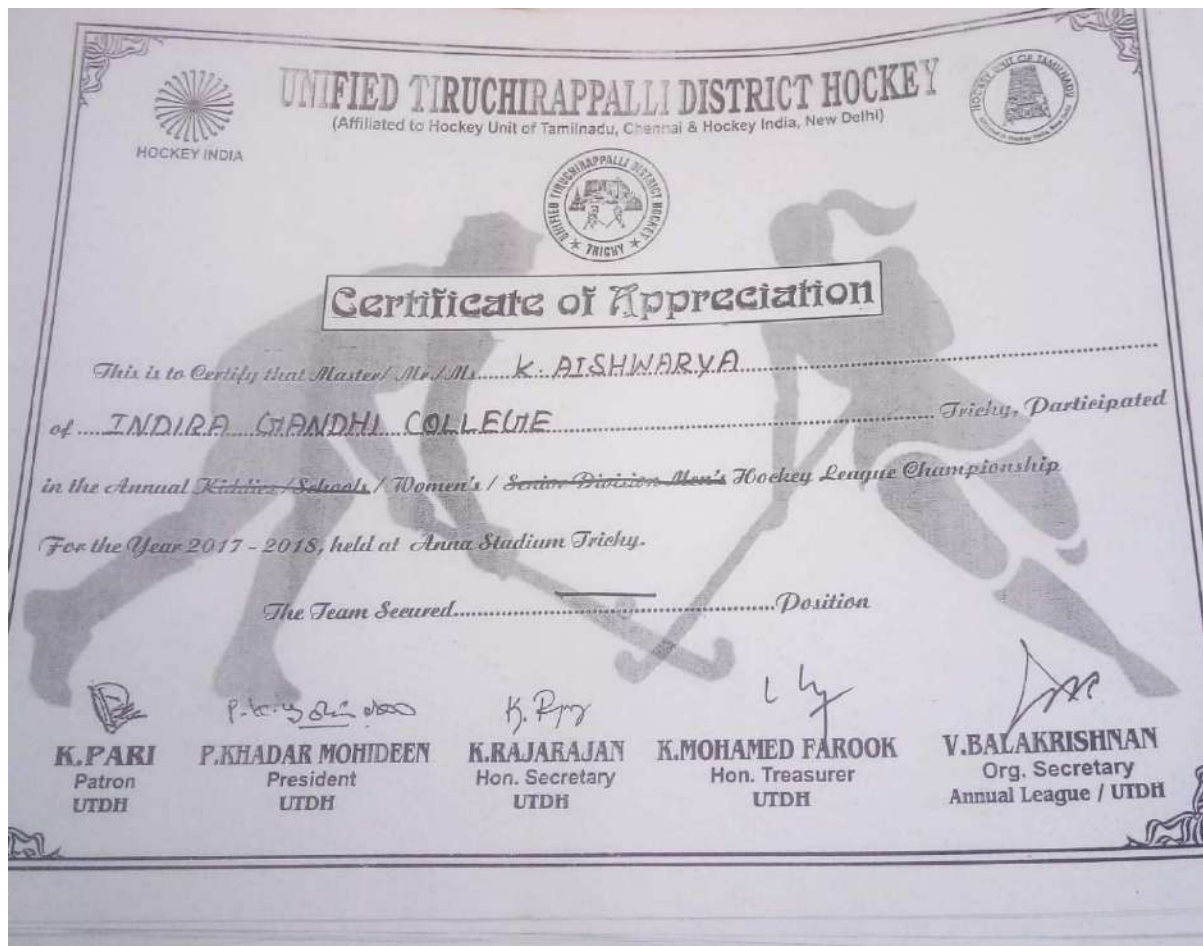 UNIFIED TIRUCHIRAPPALLI DISTRICT HOCKEY
(Affiliated to Hockey Unit of Tamilnadu, Chennai & Hockey India, New Delhi)
HOCKEY INDIA
HOCKEY UNIT OF TAMILNADU
UNIFIED TIRUCHIRAPPALLI DISTRICT HOCKEY
★ TRICHY ★
Certificate of Appreciation
This is to Certify that Master/ Mr./Ms.....K. AISHWARYA
of ....INDIRA GANDHI COLLEGE.... Trichy, Participated
in the Annual Kiddies / Schools / Women's / Senior Division Men's Hockey League Championship
For the Year 2017 - 2018, held at Anna Stadium Trichy.
The Team Secured........Position
K.PARI P.KHADAR MOHIDEEN K.RAJARAJAN K.MOHAMED FAROOK V.BALAKRISHNAN
Patron President Hon. Secretary Hon. Treasurer Org. Secretary
UTDH UTDH UTDH UTDH Annual League / UTDH